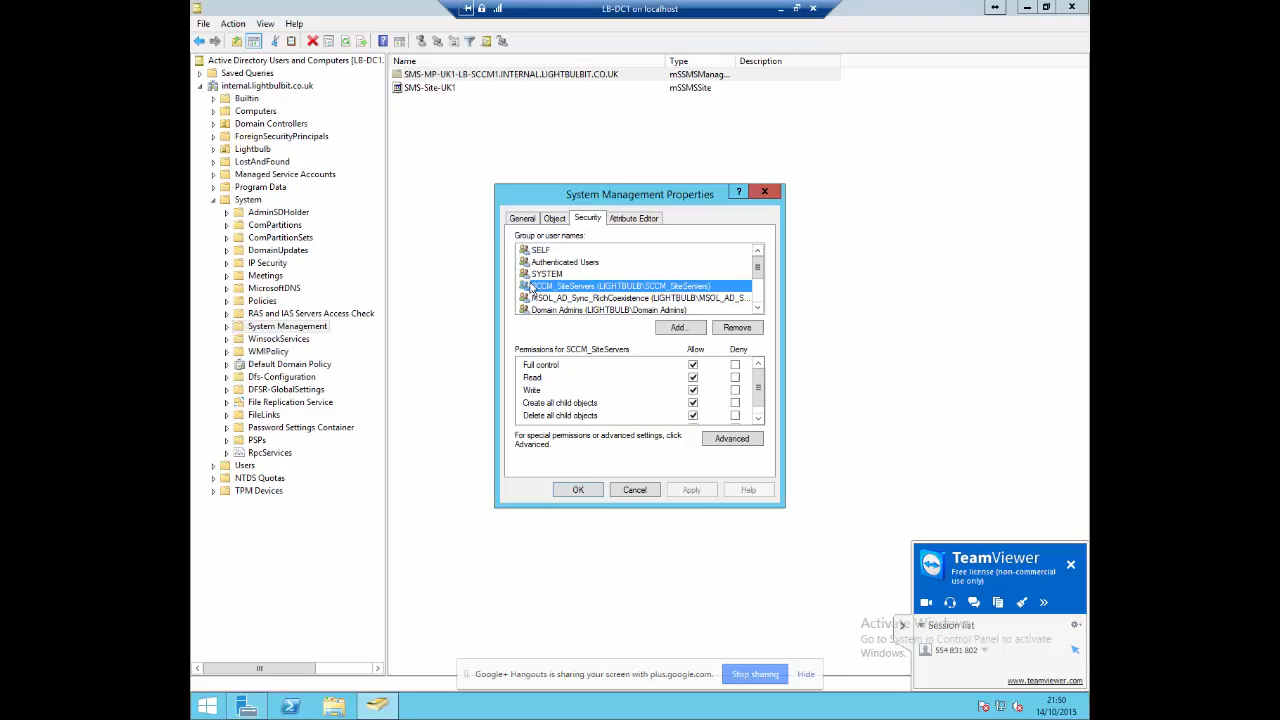 LB-DC1 on localhost
File Action View Help
Active Directory Users and Computers [LB-DC1.
Saved Queries
internal.lightbulbit.co.uk
Builtin
Computers
Domain Controllers
ForeignSecurityPrincipals
Lightbulb
LostAndFound
Managed Service Accounts
Program Data
System
AdminSDHolder
ComPartitions
ComPartitionSets
DomainUpdates
IP Security
Meetings
MicrosoftDNS
Policies
RAS and IAS Servers Access Check
System Management
WinsockServices
WMIPolicy
Default Domain Policy
Dfs-Configuration
DFSR-GlobalSettings
File Replication Service
FileLinks
Password Settings Container
PSPs
RpcServices
Users
NTDS Quotas
TPM Devices
Name Type Description
SMS-MP-UK1-LB-SCCM1.INTERNAL.LIGHTBULBIT.CO.UK mSSMSManag...
SMS-Site-UK1 mSSMSSite
System Management Properties
General Object Security Attribute Editor
Group or user names:
SELF
Authenticated Users
SYSTEM
SCCM_SiteServers (LIGHTBULB\SCCM_SiteServers)
MSOL_AD_Sync_RichCoexistence (LIGHTBULB\MSOL_AD_S...
Domain Admins (LIGHTBULB\Domain Admins)
Add... Remove
Permissions for SCCM_SiteServers Allow Deny
Full control
Read
Write
Create all child objects
Delete all child objects
For special permissions or advanced settings, click
Advanced.
Advanced
OK Cancel Apply Help
TeamViewer
Free license (non-commercial
use only)
Session list
554 831 802
www.teamviewer.com
Activate Windows
Go to System in Control Panel to activate
Windows.
Google+ Hangouts is sharing your screen with plus.google.com. Stop sharing Hide
21:50
14/10/2015